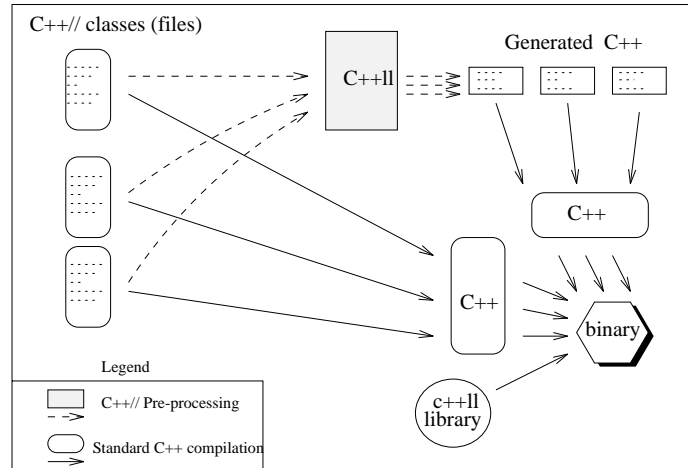 C++// classes (files)
C++ll
Generated C++
C++
C++
binary
c++ll
library
Legend
C++// Pre-processing
Standard C++ compilation